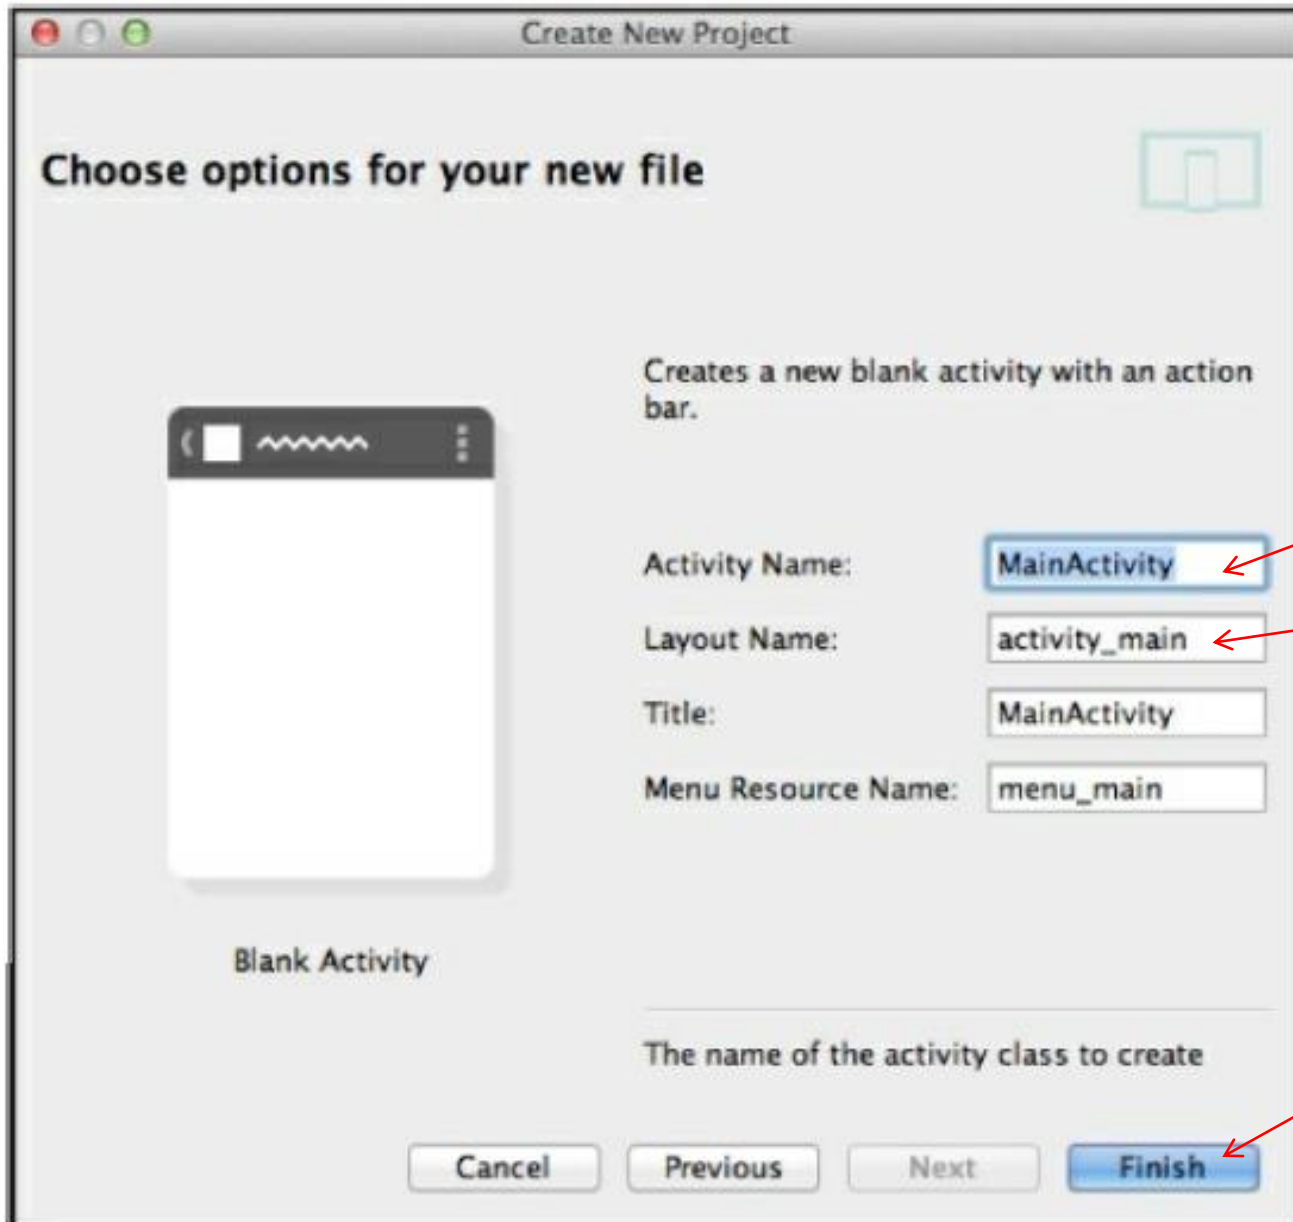 Create New Project
Choose options for your new file
Creates a new blank activity with an action
bar.
Activity Name: MainActivity
Layout Name: activity_main
Title: MainActivity
Menu Resource Name: menu_main
Blank Activity
The name of the activity class to create
Cancel Previous Next Finish